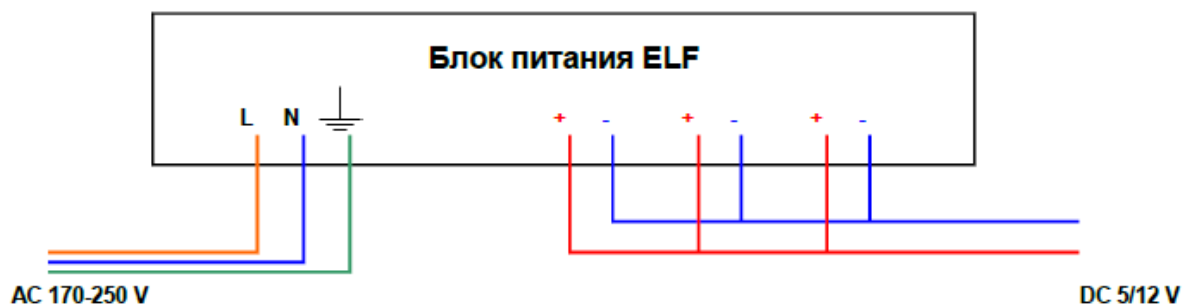 Блок питания ELF
L N + - + - + -
AC 170-250 V DC 5/12 V